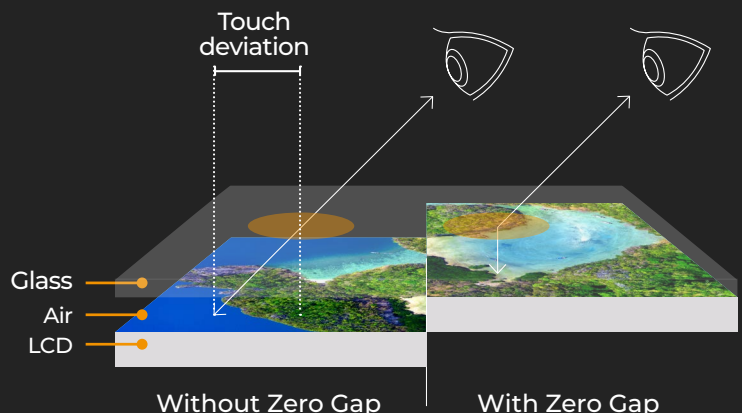 Touch
deviation
Glass
Air
LCD
Without Zero Gap
With Zero Gap